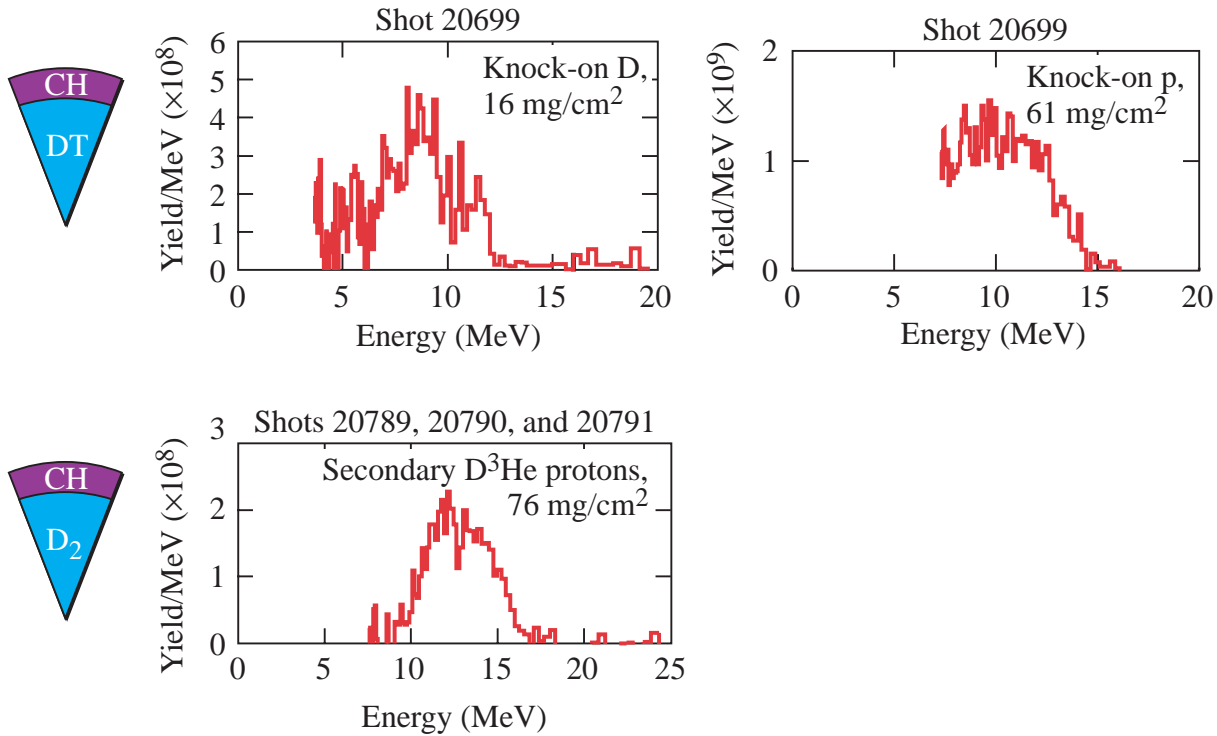 Shot 20699
CH
DT
Yield/MeV (×10⁸)
6
5
4
3
2
1
0
Knock-on D,
16 mg/cm²
0 5 10 15 20
Energy (MeV)
Shot 20699
Yield/MeV (×10⁹)
2
1
0
Knock-on p,
61 mg/cm²
0 5 10 15 20
Energy (MeV)
Shots 20789, 20790, and 20791
CH
D₂
Yield/MeV (×10⁸)
3
2
1
0
Secondary D³He protons,
76 mg/cm²
0 5 10 15 20 25
Energy (MeV)